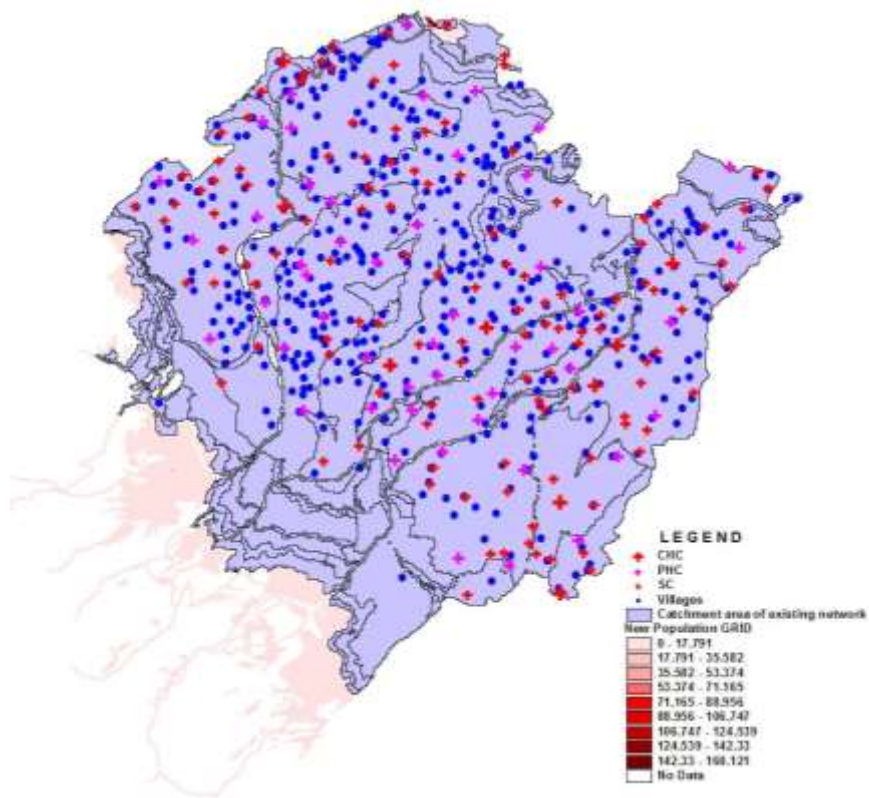 LEGEND
CHC
PHC
SC
Villages
Catchment area of existing network
New Population GRID
0 - 17.791
17.791 - 35.582
35.582 - 53.374
53.374 - 71.165
71.165 - 88.956
88.956 - 106.747
106.747 - 124.539
124.539 - 142.33
142.33 - 160.121
No Data